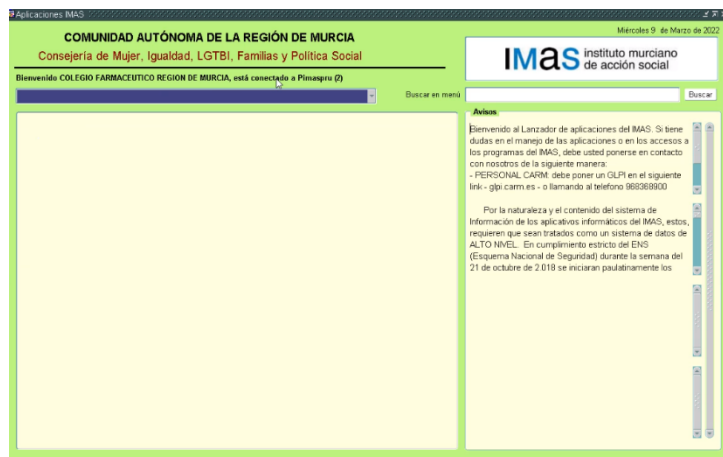 Aplicaciones IMAS
Miércoles 9 de Marzo de 2022
COMUNIDAD AUTÓNOMA DE LA REGIÓN DE MURCIA
Consejería de Mujer, Igualdad, LGTBI, Familias y Política Social
IMas instituto murciano
de acción social
Bienvenido COLEGIO FARMACEUTICO REGION DE MURCIA, está conectado a Pimaspru (2)
Buscar en menú
Buscar
Avisos
Bienvenido al Lanzador de aplicaciones del IMAS. Si tiene
dudas en el manejo de las aplicaciones o en los accesos a
los programas del IMAS, debe usted ponerse en contacto
con nosotros de la siguiente manera:
- PERSONAL CARM: debe poner un GLPI en el siguiente
link - glpi.carm.es - o llamando al telefono 968368900
Por la naturaleza y el contenido del sistema de
Información de los aplicativos informáticos del IMAS, estos,
requieren que sean tratados como un sistema de datos de
ALTO NIVEL. En cumplimiento estricto del ENS
(Esquema Nacional de Seguridad) durante la semana del
21 de octubre de 2.018 se iniciaran paulatinamente los